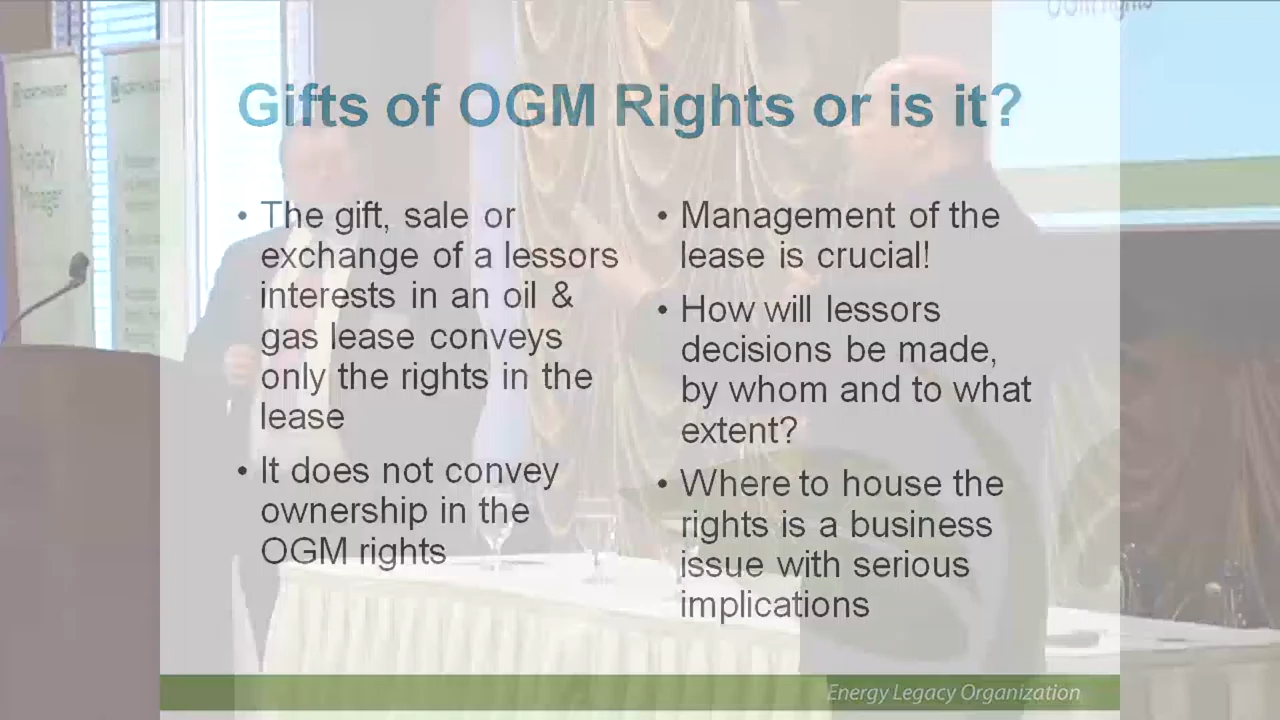 Gifts of OGM Rights or is it?
• The gift, sale or
exchange of a lessors
interests in an oil &
gas lease conveys
only the rights in the
lease
• It does not convey
ownership in the
OGM rights
• Management of the
lease is crucial!
• How will lessors
decisions be made,
by whom and to what
extent?
• Where to house the
rights is a business
issue with serious
implications
Energy Legacy Organization